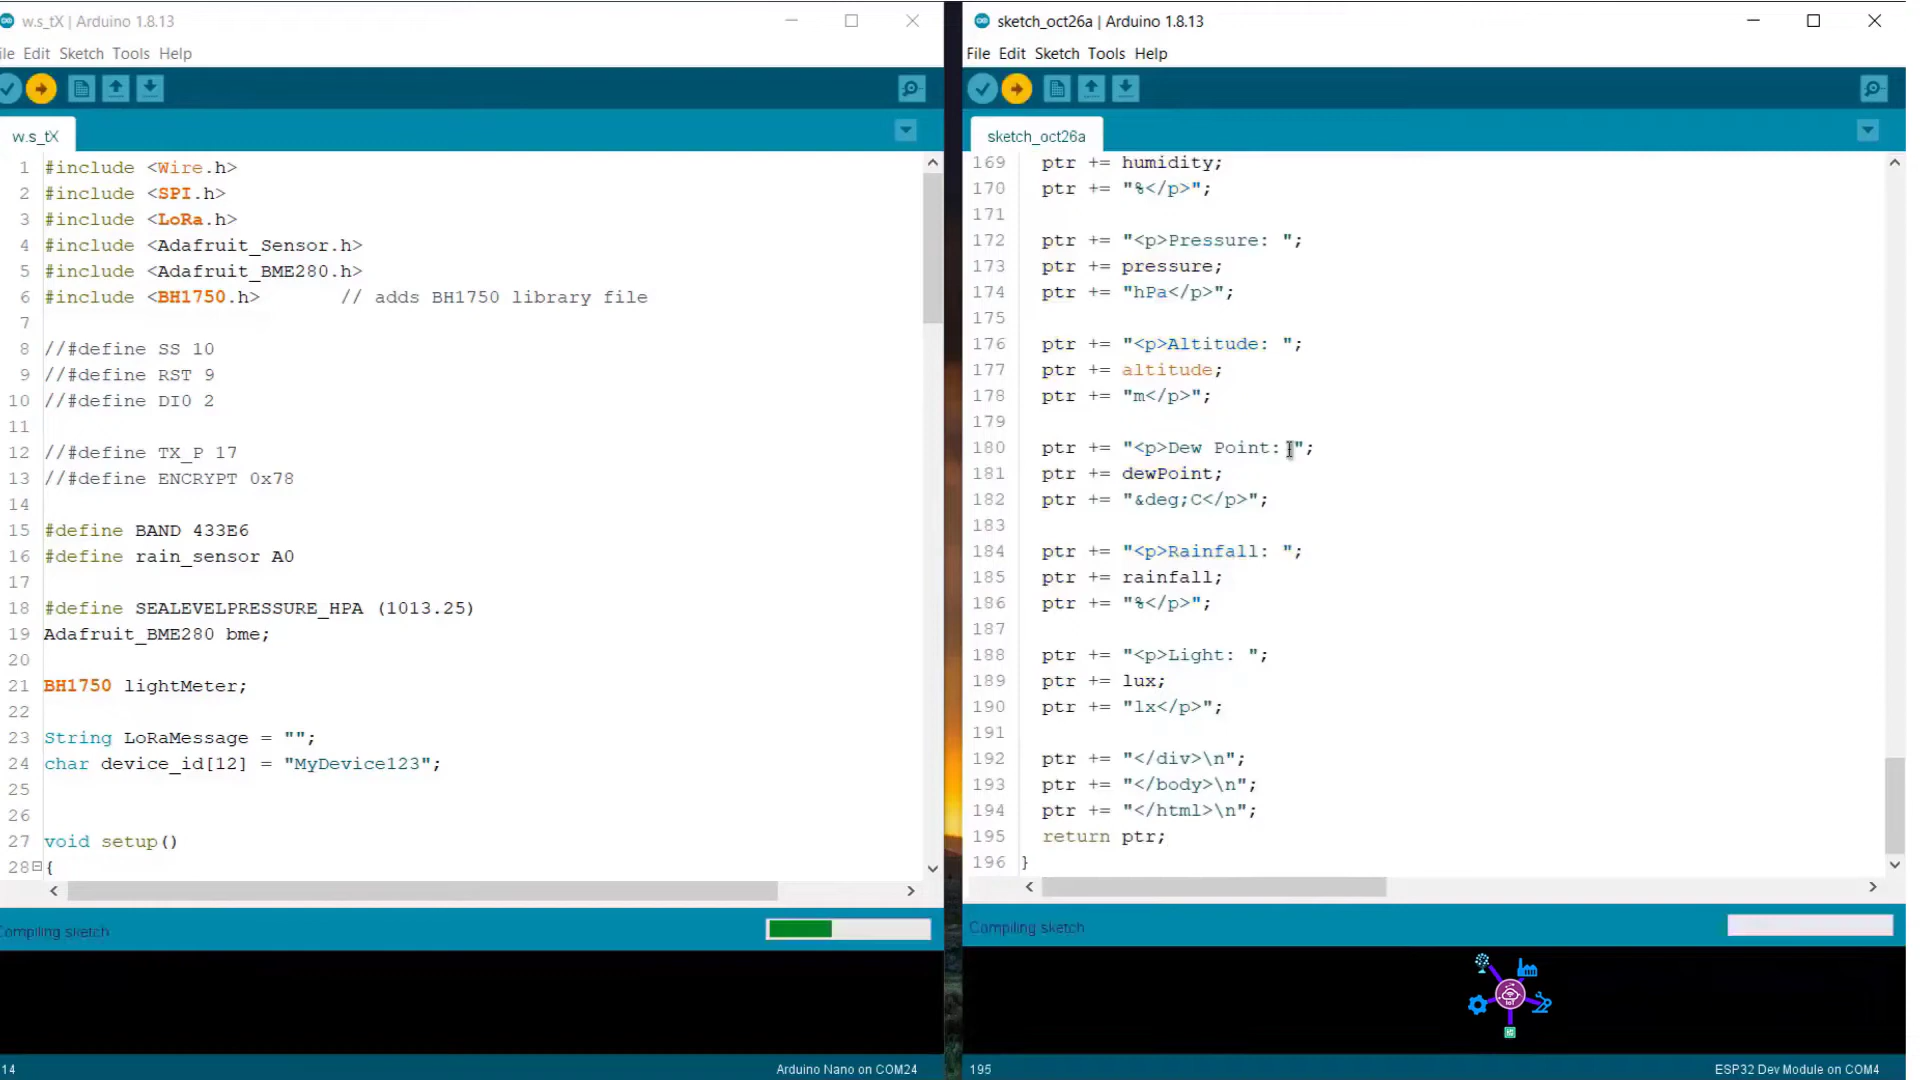 w.s_tX | Arduino 1.8.13
ile Edit Sketch Tools Help
w.s_tX
1 #include <Wire.h>
2 #include <SPI.h>
3 #include <LoRa.h>
4 #include <Adafruit_Sensor.h>
5 #include <Adafruit_BME280.h>
6 #include <BH1750.h> // adds BH1750 library file
7
8 //#define SS 10
9 //#define RST 9
10 //#define DI0 2
11
12 //#define TX_P 17
13 //#define ENCRYPT 0x78
14
15 #define BAND 433E6
16 #define rain_sensor A0
17
18 #define SEALEVELPRESSURE_HPA (1013.25)
19 Adafruit_BME280 bme;
20
21 BH1750 lightMeter;
22
23 String LoRaMessage = "";
24 char device_id[12] = "MyDevice123";
25
26
27 void setup()
28 {
Compiling sketch
14 Arduino Nano on COM24
sketch_oct26a | Arduino 1.8.13
File Edit Sketch Tools Help
sketch_oct26a
169 ptr += humidity;
170 ptr += "%</p>";
171
172 ptr += "<p>Pressure: ";
173 ptr += pressure;
174 ptr += "hPa</p>";
175
176 ptr += "<p>Altitude: ";
177 ptr += altitude;
178 ptr += "m</p>";
179
180 ptr += "<p>Dew Point: ";
181 ptr += dewPoint;
182 ptr += "&deg;C</p>";
183
184 ptr += "<p>Rainfall: ";
185 ptr += rainfall;
186 ptr += "%</p>";
187
188 ptr += "<p>Light: ";
189 ptr += lux;
190 ptr += "lx</p>";
191
192 ptr += "</div>\n";
193 ptr += "</body>\n";
194 ptr += "</html>\n";
195 return ptr;
196 }
Compiling sketch
IoT
195 ESP32 Dev Module on COM4